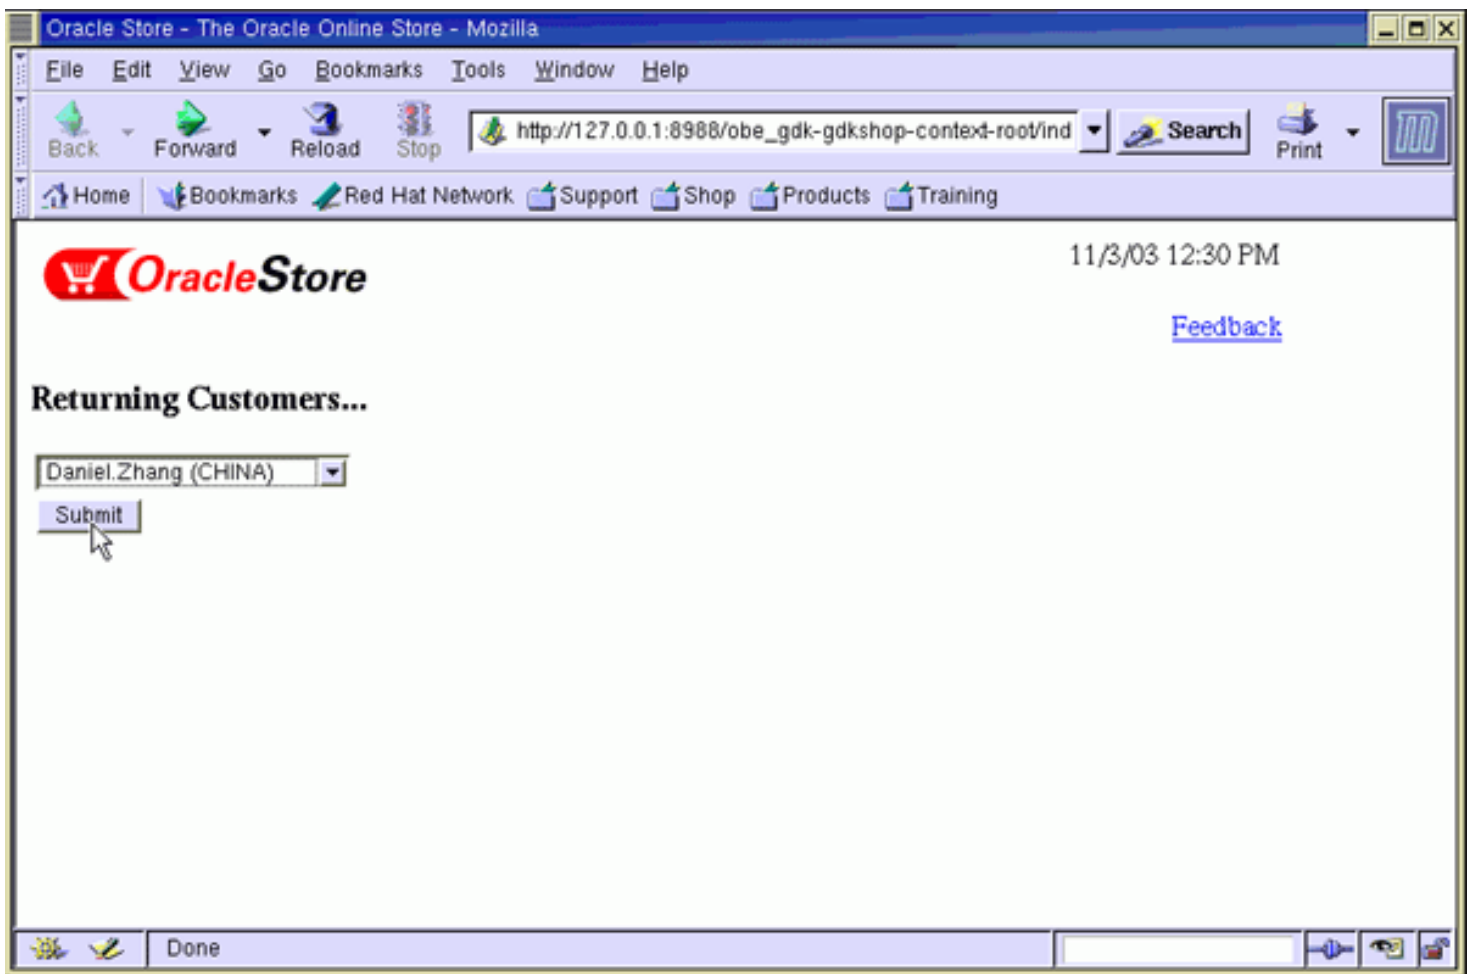 Oracle Store - The Oracle Online Store - Mozilla
File Edit View Go Bookmarks Tools Window Help
http://127.0.0.1:8988/obe_gdk-gdkshop-context-root/ind Search
Back Forward Reload Stop Print
Home Bookmarks Red Hat Network Support Shop Products Training
11/3/03 12:30 PM
OracleStore
Feedback
Returning Customers...
Daniel.Zhang (CHINA)
Submit
Done